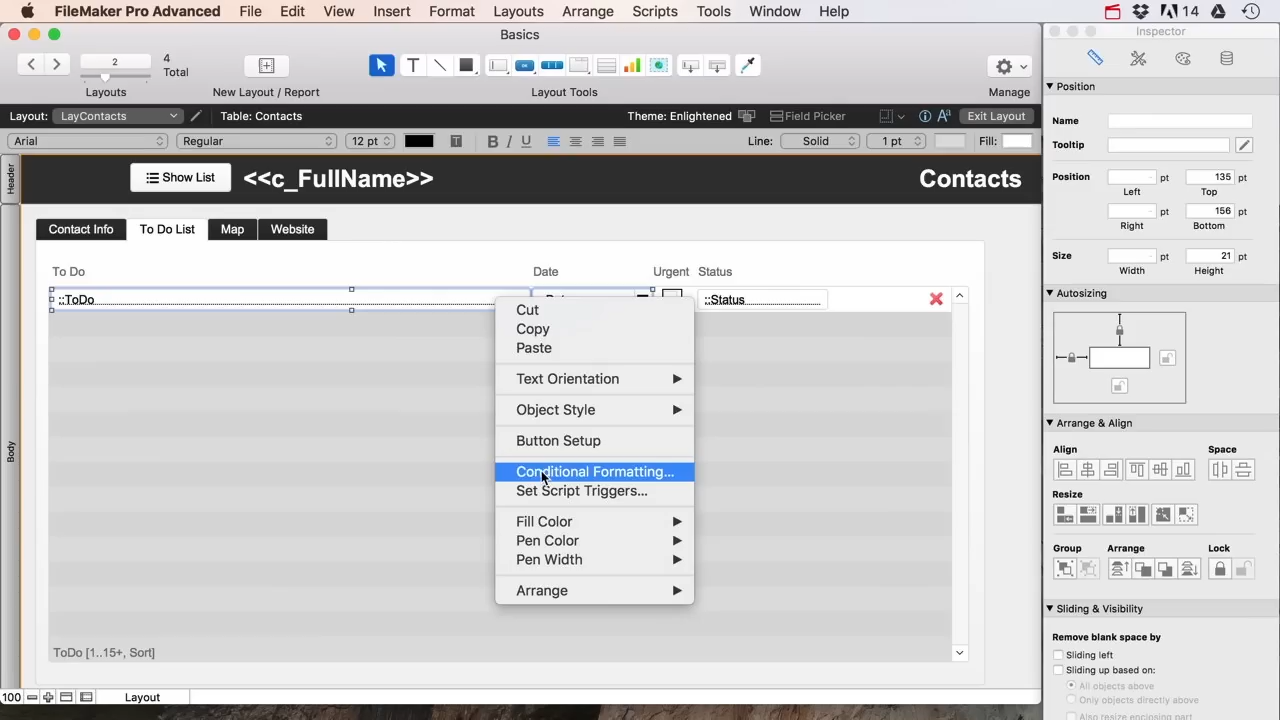 FileMaker Pro Advanced File Edit View Insert Format Layouts Arrange Scripts Tools Window Help 14
Basics
Inspector
2
4
Total
Layouts
New Layout / Report
Layout Tools
Manage
Layout: LayContacts Table: Contacts Theme: Enlightened Field Picker Exit Layout
Arial Regular 12 pt B I U Line: Solid 1 pt Fill:
Header
Show List
<<c_FullName>>
Contacts
Contact Info To Do List Map Website
To Do Date Urgent Status
::ToDo
::Status
Cut
Copy
Paste
Text Orientation
Object Style
Button Setup
Conditional Formatting...
Set Script Triggers...
Fill Color
Pen Color
Pen Width
Arrange
Body
ToDo [1..15+, Sort]
100 Layout
Position
Name
Tooltip
Position pt 135 pt
Left Top
pt 156 pt
Right Bottom
Size pt 21 pt
Width Height
Autosizing
Arrange & Align
Align Space
Resize
Group Arrange Lock
Sliding & Visibility
Remove blank space by
Sliding left
Sliding up based on:
All objects above
Only objects directly above
Also resize enclosing part